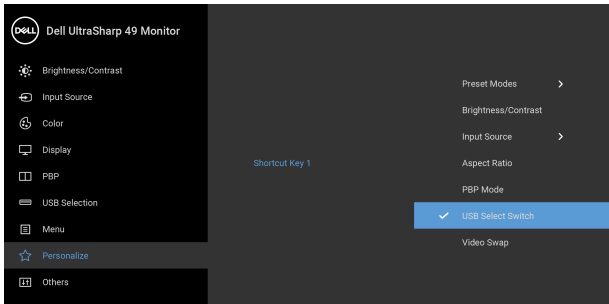 DELL
Dell UltraSharp 49 Monitor
Brightness/Contrast
Input Source
Color
Display
PBP
USB Selection
Menu
Personalize
Others
Shortcut Key 1
Preset Modes
Brightness/Contrast
Input Source
Aspect Ratio
PBP Mode
USB Select Switch
Video Swap